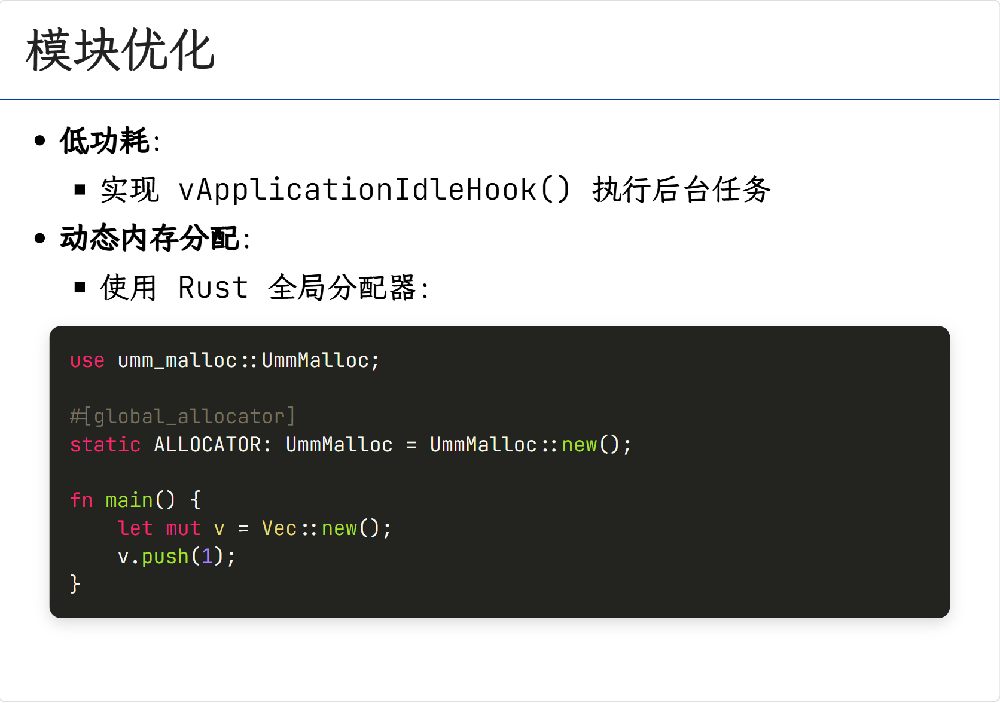 模块优化
低功耗:
实现 vApplicationIdleHook() 执行后台任务
动态内存分配:
使用 Rust 全局分配器:
use umm_malloc::UmmMalloc;
#[global_allocator]
static ALLOCATOR: UmmMalloc = UmmMalloc::new();
fn main() {
    let mut v = Vec::new();
    v.push(1);
}